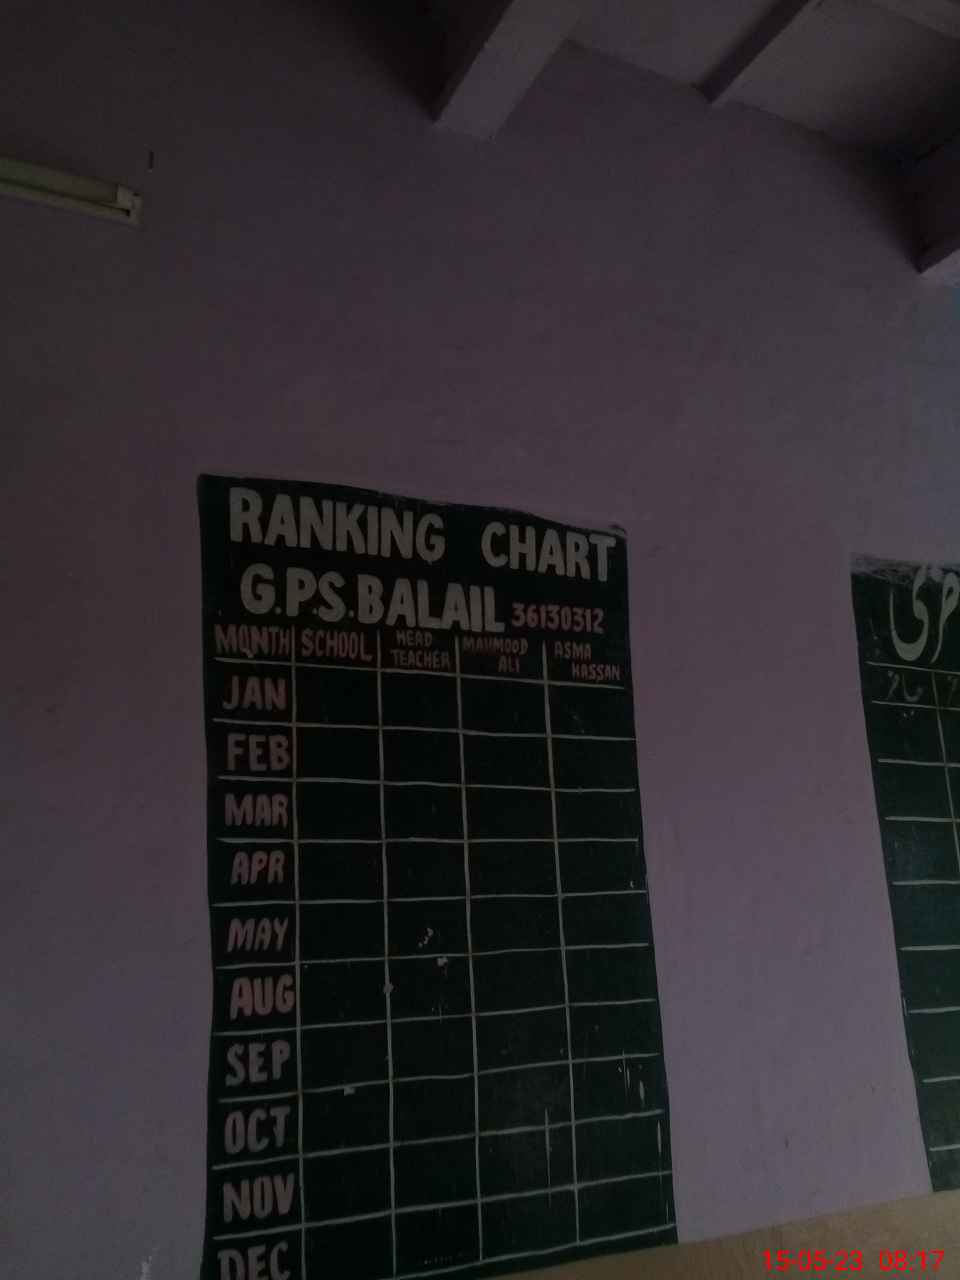 RANKING CHART
G.P.S. BALAIL 36130312
MONTH SCHOOL HEAD TEACHER MAHMOOD ALI ASMA HASSAN
JAN
FEB
MAR
APR
MAY
AUG
SEP
OCT
NOV
DEC
15-05-23 08:17